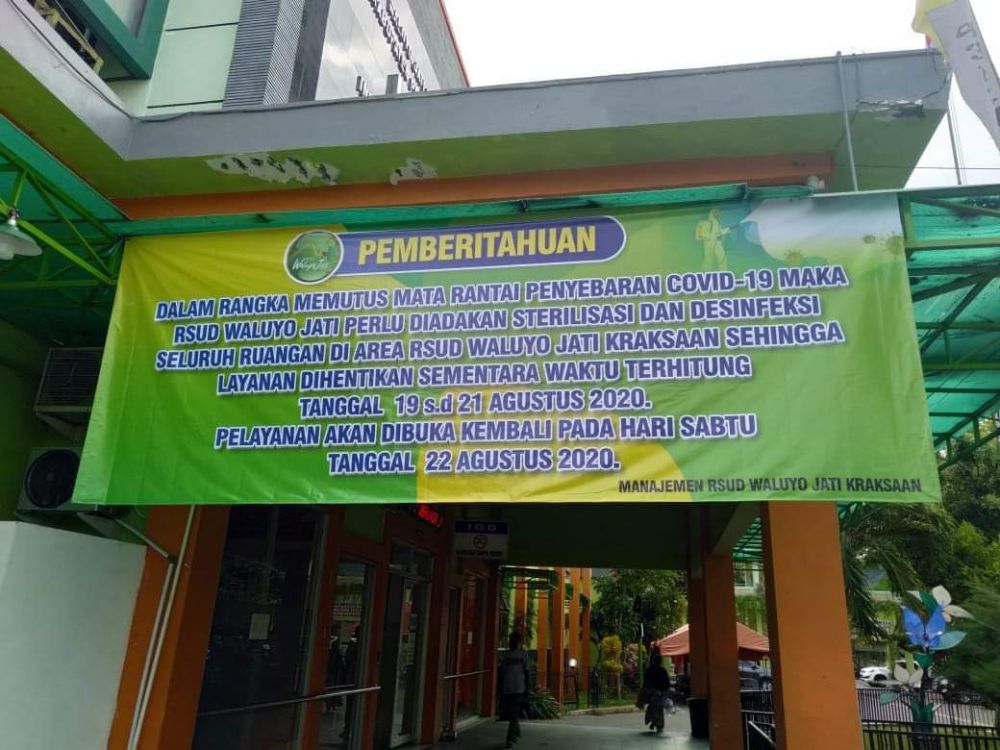 PEMBERITAHUAN
DALAM RANGKA MEMUTUS MATA RANTAI PENYEBARAN COVID-19 MAKA
RSUD WALUYO JATI PERLU DIADAKAN STERILISASI DAN DESINFEKSI
SELURUH RUANGAN DI AREA RSUD WALUYO JATI KRAKSAAN SEHINGGA
LAYANAN DIHENTIKAN SEMENTARA WAKTU TERHITUNG
TANGGAL 19 s.d 21 AGUSTUS 2020.
PELAYANAN AKAN DIBUKA KEMBALI PADA HARI SABTU
TANGGAL 22 AGUSTUS 2020.
MANAJEMEN RSUD WALUYO JATI KRAKSAAN
IGD